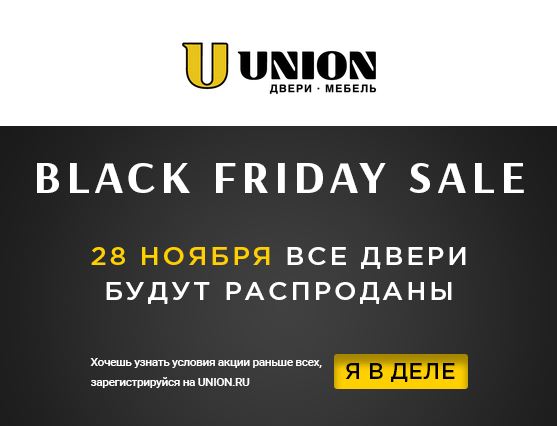 U UNION
ДВЕРИ · МЕБЕЛЬ
BLACK FRIDAY SALE
28 НОЯБРЯ ВСЕ ДВЕРИ
БУДУТ РАСПРОДАНЫ
Хочешь узнать условия акции раньше всех,
зарегистрируйся на UNION.RU
Я В ДЕЛЕ